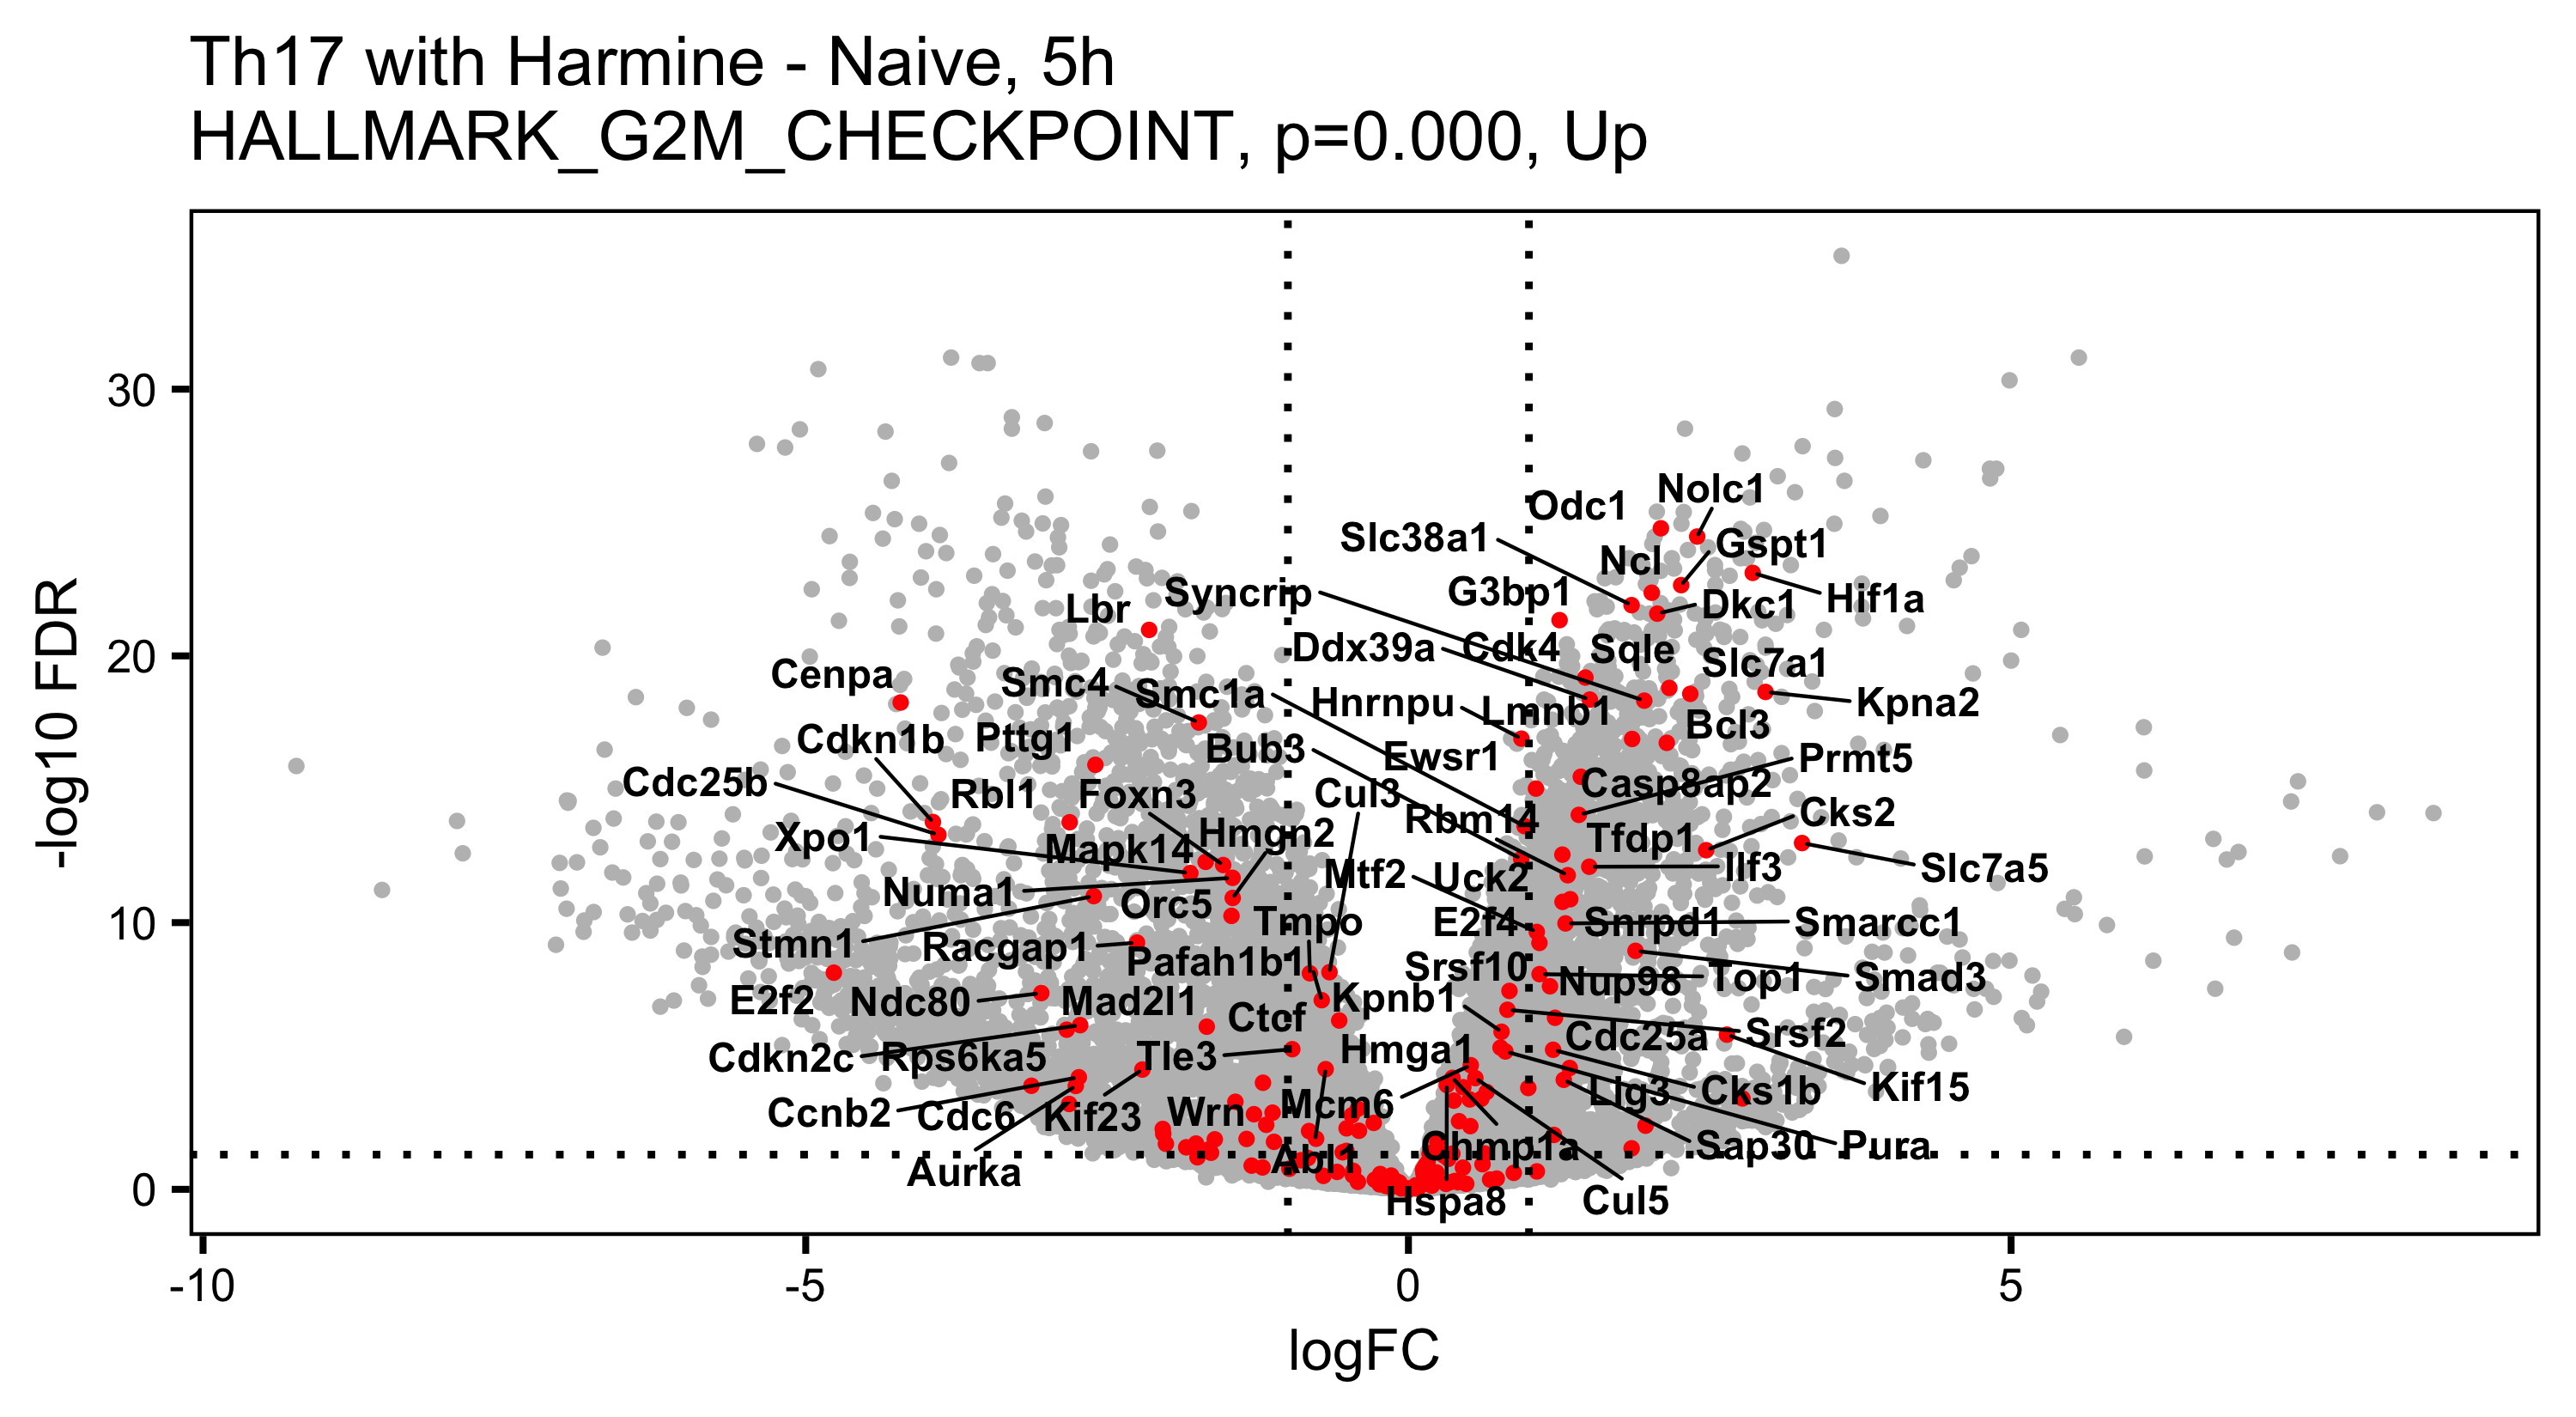 Th17 with Harmine - Naive, 5h
HALLMARK_G2M_CHECKPOINT, p=0.000, Up
-log10 FDR
30
20
10
0
Nolc1
Odc1
Slc38a1
Gspt1
Ncl
Syncrip
G3bp1
Hif1a
Lbr
Dkc1
Ddx39a
Cdk4
Sqle
Slc7a1
Cenpa
Smc4
Smc1a
Hnrnpu
Lmnb1
Kpna2
Cdkn1b
Pttg1
Bub3
Ewsr1
Bcl3
Prmt5
Cdc25b
Rbl1
Foxn3
Cul3
Casp8ap2
Xpo1
Mapk14
Hmgn2
Rbm14
Tfdp1
Cks2
Numa1
Orc5
Mtf2
Uck2
Ilf3
Slc7a5
Stmn1
Racgap1
Tmpo
E2f4
Snrpd1
Smarcc1
E2f2
Ndc80
Mad2l1
Pafah1b1
Srsf10
Nup98
Top1
Smad3
Cdkn2c
Rps6ka5
Ctcf
Kpnb1
Tle3
Hmga1
Cdc25a
Srsf2
Ccnb2
Cdc6
Kif23
Wrn
Mcm6
Lig3
Cks1b
Kif15
Aurka
Abl1
Chmp1a
Sap30
Pura
Hspa8
Cul5
-10
-5
0
5
logFC